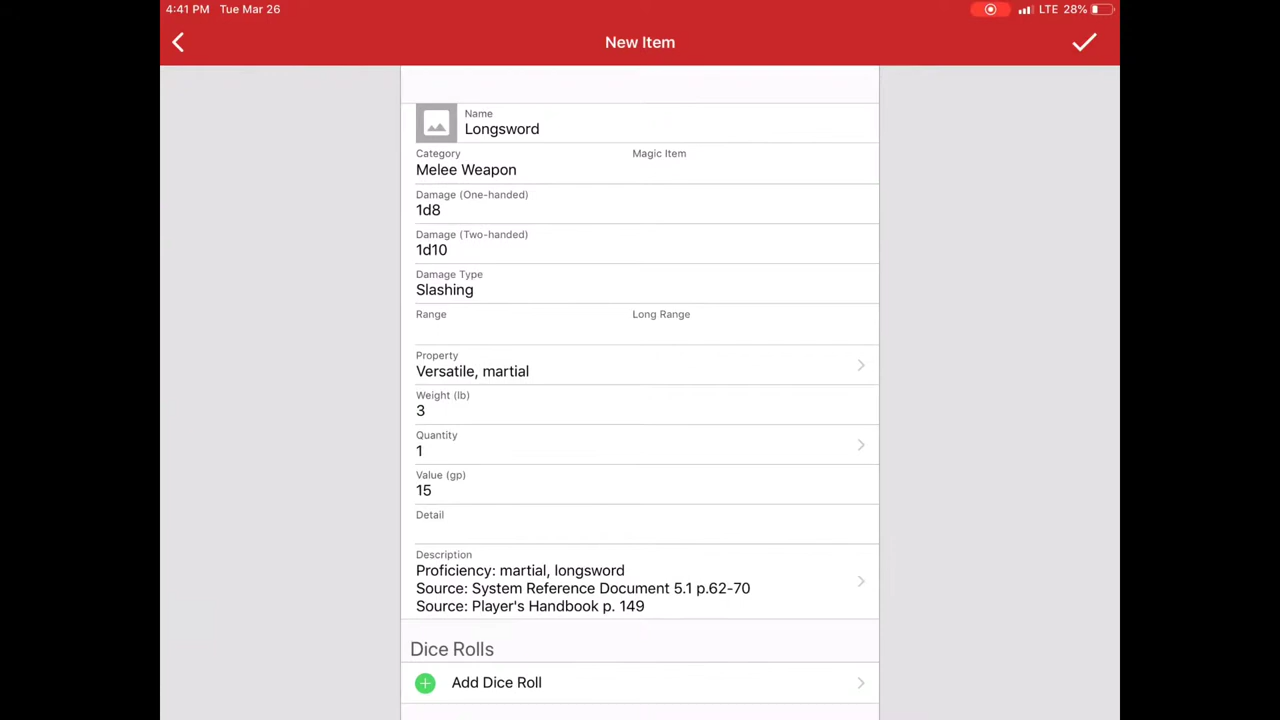 4:41 PM Tue Mar 26 LTE 28%
New Item
Name
Longsword
Category Magic Item
Melee Weapon
Damage (One-handed)
1d8
Damage (Two-handed)
1d10
Damage Type
Slashing
Range Long Range
Property
Versatile, martial
Weight (lb)
3
Quantity
1
Value (gp)
15
Detail
Description
Proficiency: martial, longsword
Source: System Reference Document 5.1 p.62-70
Source: Player's Handbook p. 149
Dice Rolls
Add Dice Roll